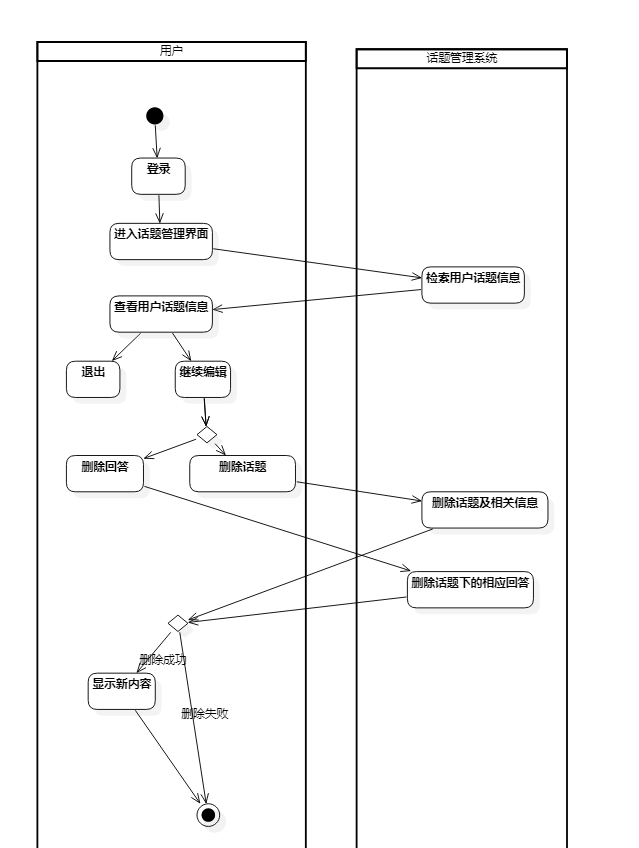 用户
话题管理系统
登录
进入话题管理界面
检索用户话题信息
查看用户话题信息
退出
继续编辑
删除回答
删除话题
删除话题及相关信息
删除话题下的相应回答
删除成功
显示新内容
删除失败